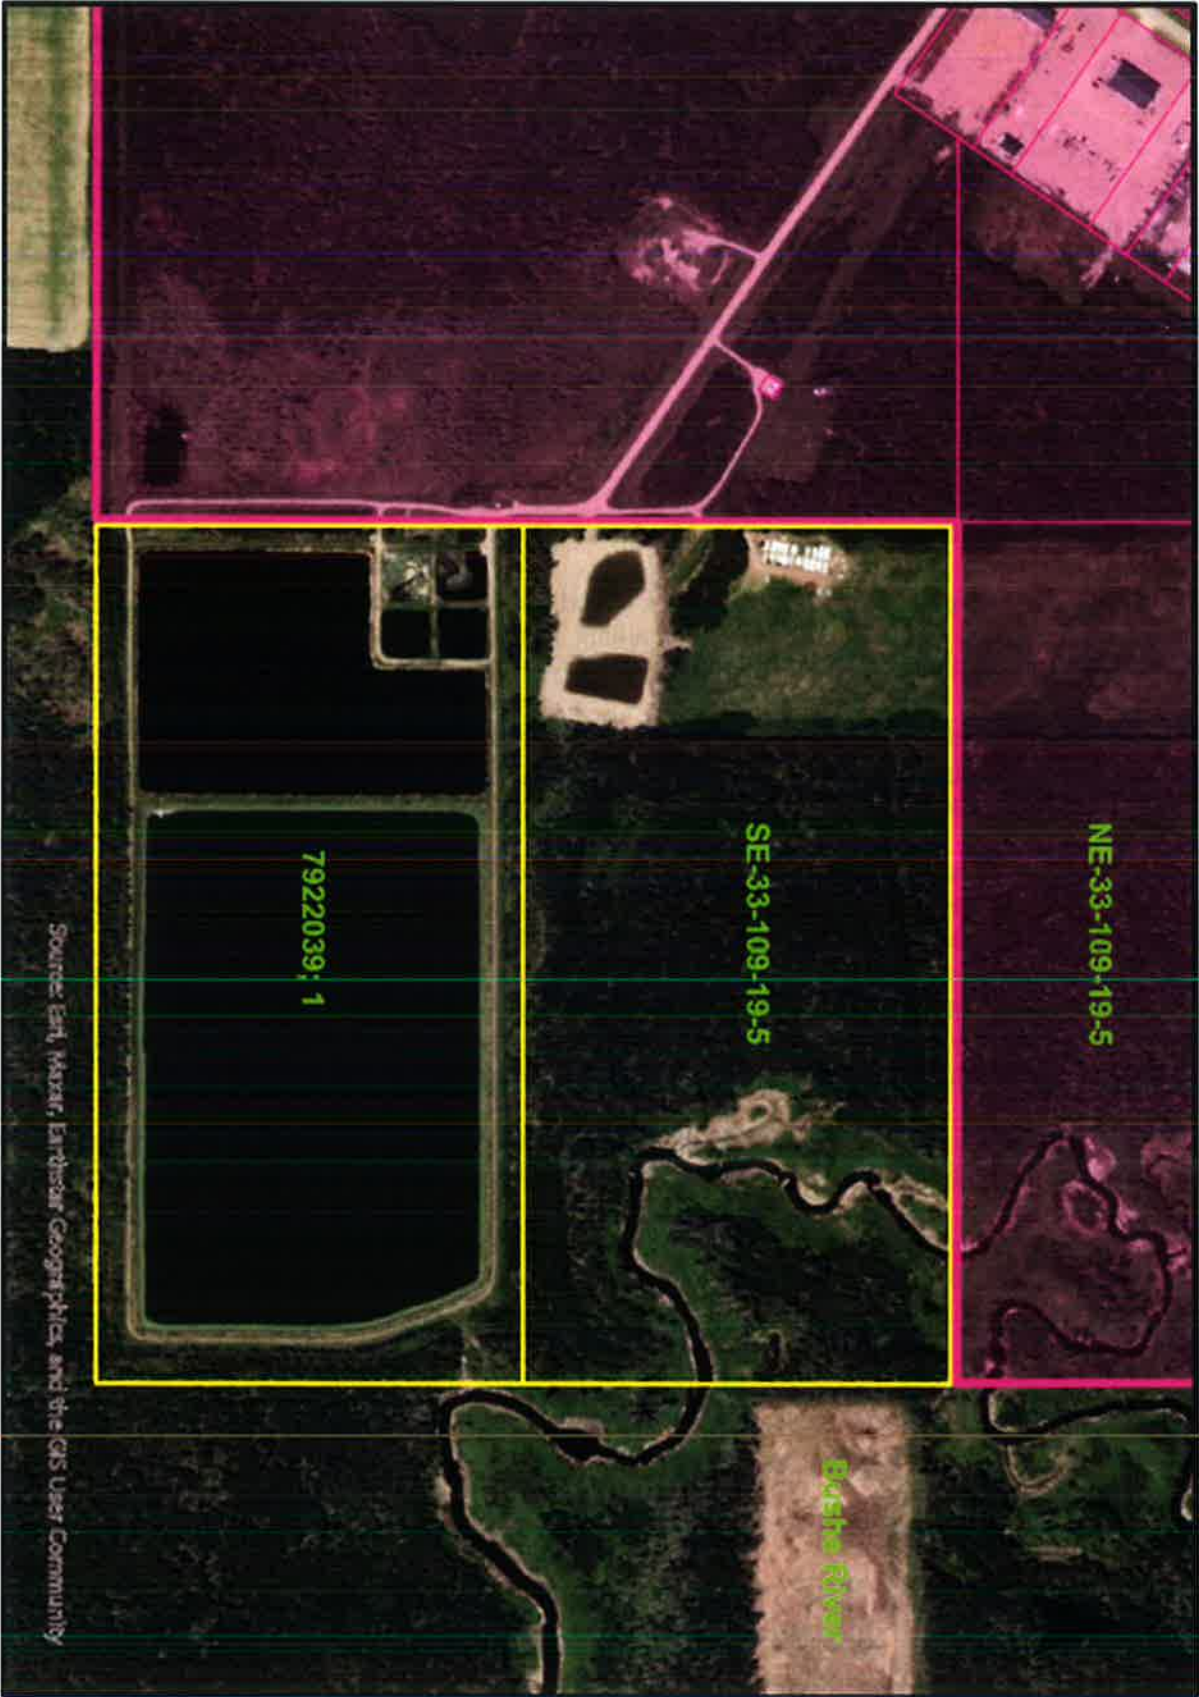 NE-33-109-19-5
SE-33-109-19-5
7922039; 1
Bushe River
Source: Esri, Maxar, Earthstar Geographics, and the GIS User Community